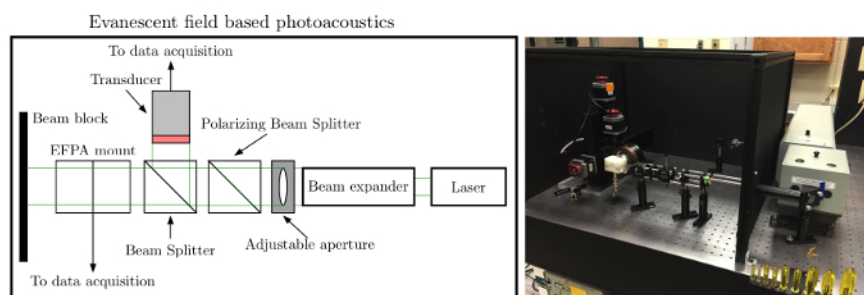 Evanescent field based photoacoustics
To data acquisition
Transducer
Beam block
Polarizing Beam Splitter
EFPA mount
Beam expander
Laser
Beam Splitter
Adjustable aperture
To data acquisition